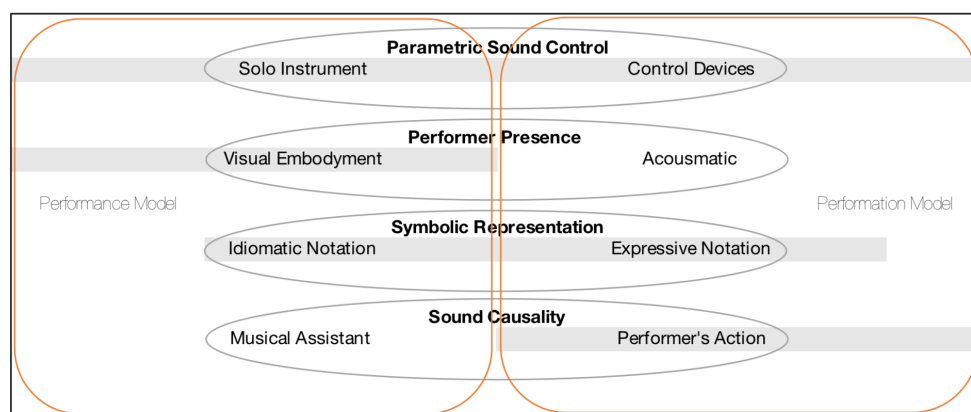 Parametric Sound Control
Solo Instrument
Control Devices
Performer Presence
Visual Embodyment
Acousmatic
Performance Model
Performation Model
Symbolic Representation
Idiomatic Notation
Expressive Notation
Sound Causality
Musical Assistant
Performer's Action